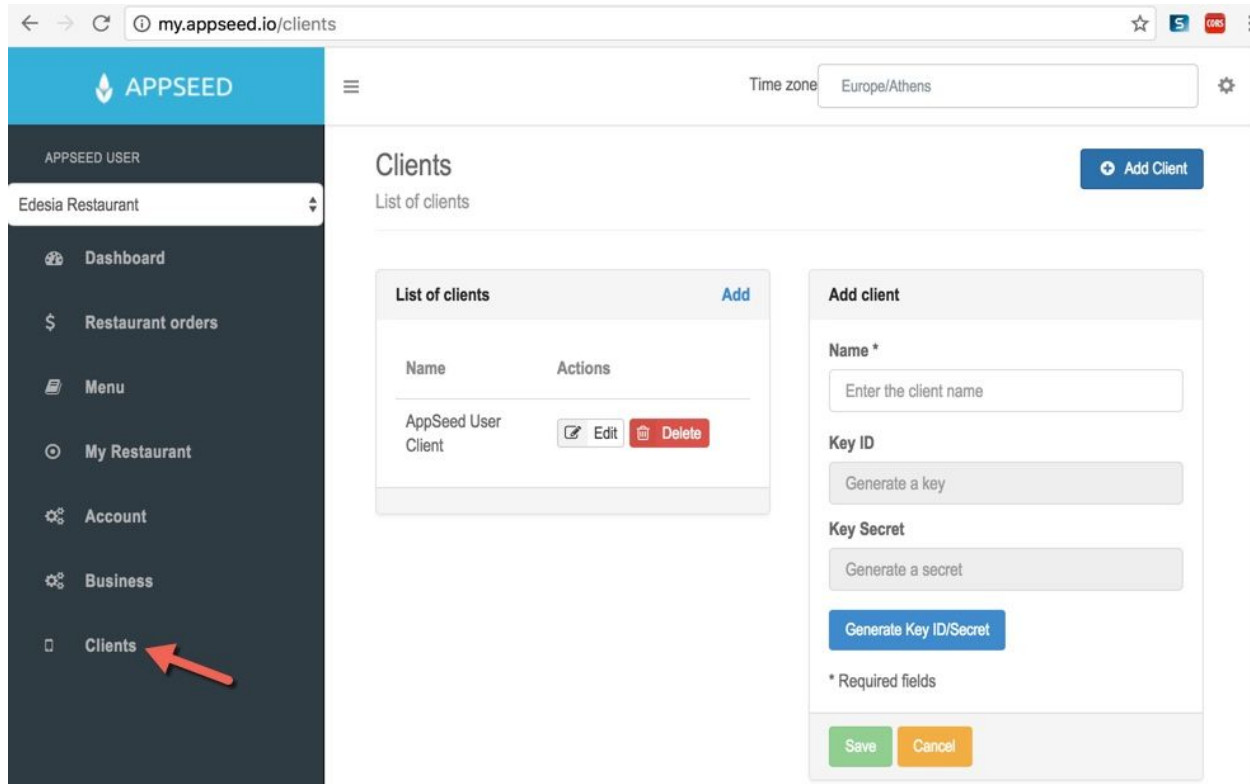 my.appseed.io/clients
S
CORS
APPSEED
Time zone
Europe/Athens
APPSEED USER
Edesia Restaurant
Dashboard
$ Restaurant orders
Menu
My Restaurant
Account
Business
Clients
Clients
Add Client
List of clients
List of clients
Add
Name
Actions
AppSeed User
Client
Edit
Delete
Add client
Name *
Enter the client name
Key ID
Generate a key
Key Secret
Generate a secret
Generate Key ID/Secret
* Required fields
Save
Cancel